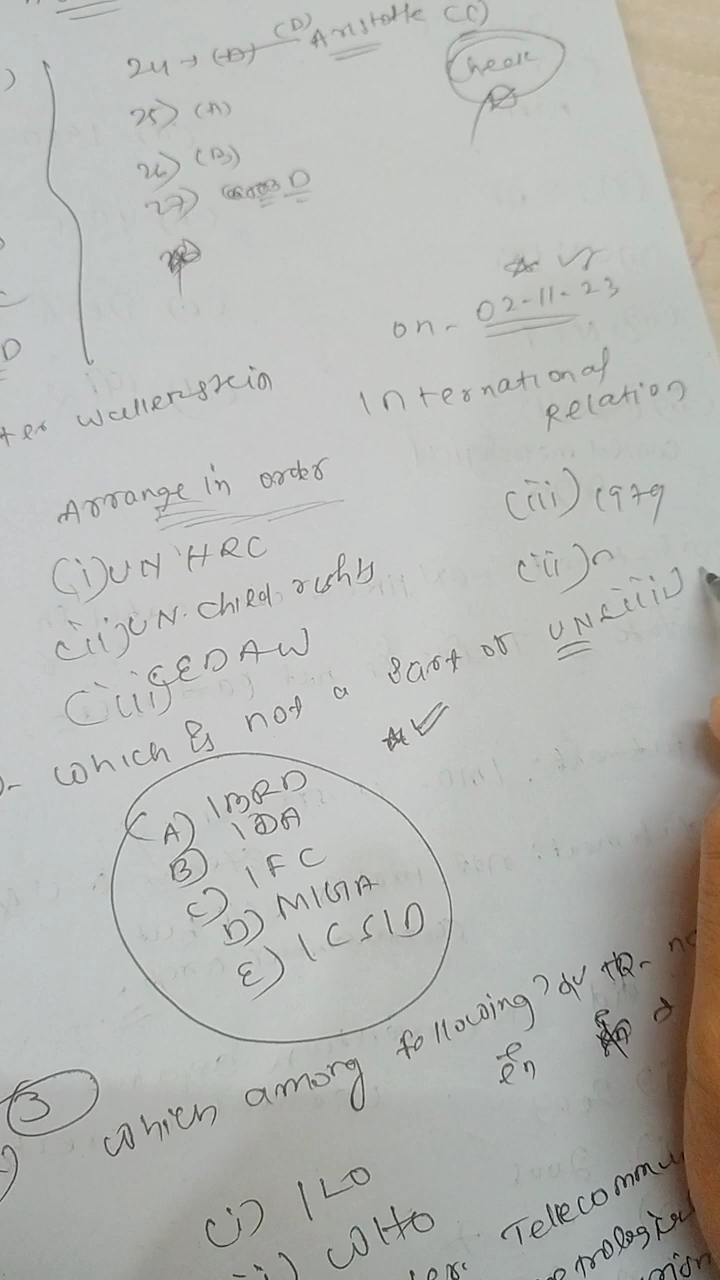 24 → (D) Aristotle (C)
Check
25) (A)
26) (B)
27) D
D
on - 02-11-23
ter Wallerstein
International
Relation
Arrange in order
(i) UN HRC
(iii) 1979
(ii) UN. Child. rights
(iii) CEDAW
which is not a part of UN
(A) IBRD
B) IDA
C) IFC
D) MIGA
E) ICSID
3
which among following
(i) ILO
WHO
Telecommu